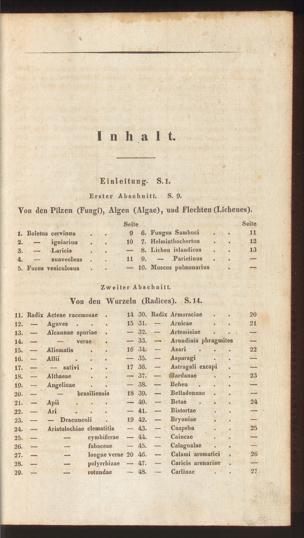 Inhalt.
Einleitung. S. 1.
Erster Abschnitt. S. 9.
Von den Pilzen (Fungi), Algen (Algae), und Flechten (Lichenes).
Seite Seite
1. Boletus cervinus . . 9 6. Fungus Sambuci . . 11
2. — igniarius . . 10 7. Helminthochorton . . 12
3. — Laricis . . — 8. Lichen islandicus . . 13
4. — suaveolens . . 11 9. — Parietinus . . —
5. Fucus vesiculosus . . — 10. Muscus pulmonarius . —
Zweiter Abschnitt.
Von den Wurzeln (Radices). S. 14.
11. Radix Acteae racemosae . 14 30. Radix Armoraciae . . 20
12. — Agaves . . 15 31. — Arnicae . . 21
13. — Alcannae spuriae . — 32. — Artemisiae . . —
14. — — verae . — 33. — Arundinis phragmites —
15. — Alismatis . . 16 34. — Asari . . 22
16. — Allii . . . — 35. — Asparagi . . —
17. — — sativi . 17 36. — Astragali excapi . —
18. — Althaeae . . — 37. — Bardanae . . 23
19. — Angelicae . . — 38. — Behen . . —
20. — — brasiliensis 18 39. — Belladonnae . . —
21. — Apii . . . — 40. — Betae . . 24
22. — Ari . . . — 41. — Bistortae . . —
23. — — Dracunculi . 19 42. — Bryoniae . . —
24. — Aristolochiae clematitis — 43. — Caapeba . . 25
25. — — cymbiferae — 44. — Caincae . . —
26. — — fabaceae — 45. — Calagualae . . —
27. — — longae verae 20 46. — Calami aromatici . 26
28. — — polyrrhizae — 47. — Caricis arenariae . —
29. — — rotundae — 48. — Carlinae . . 27